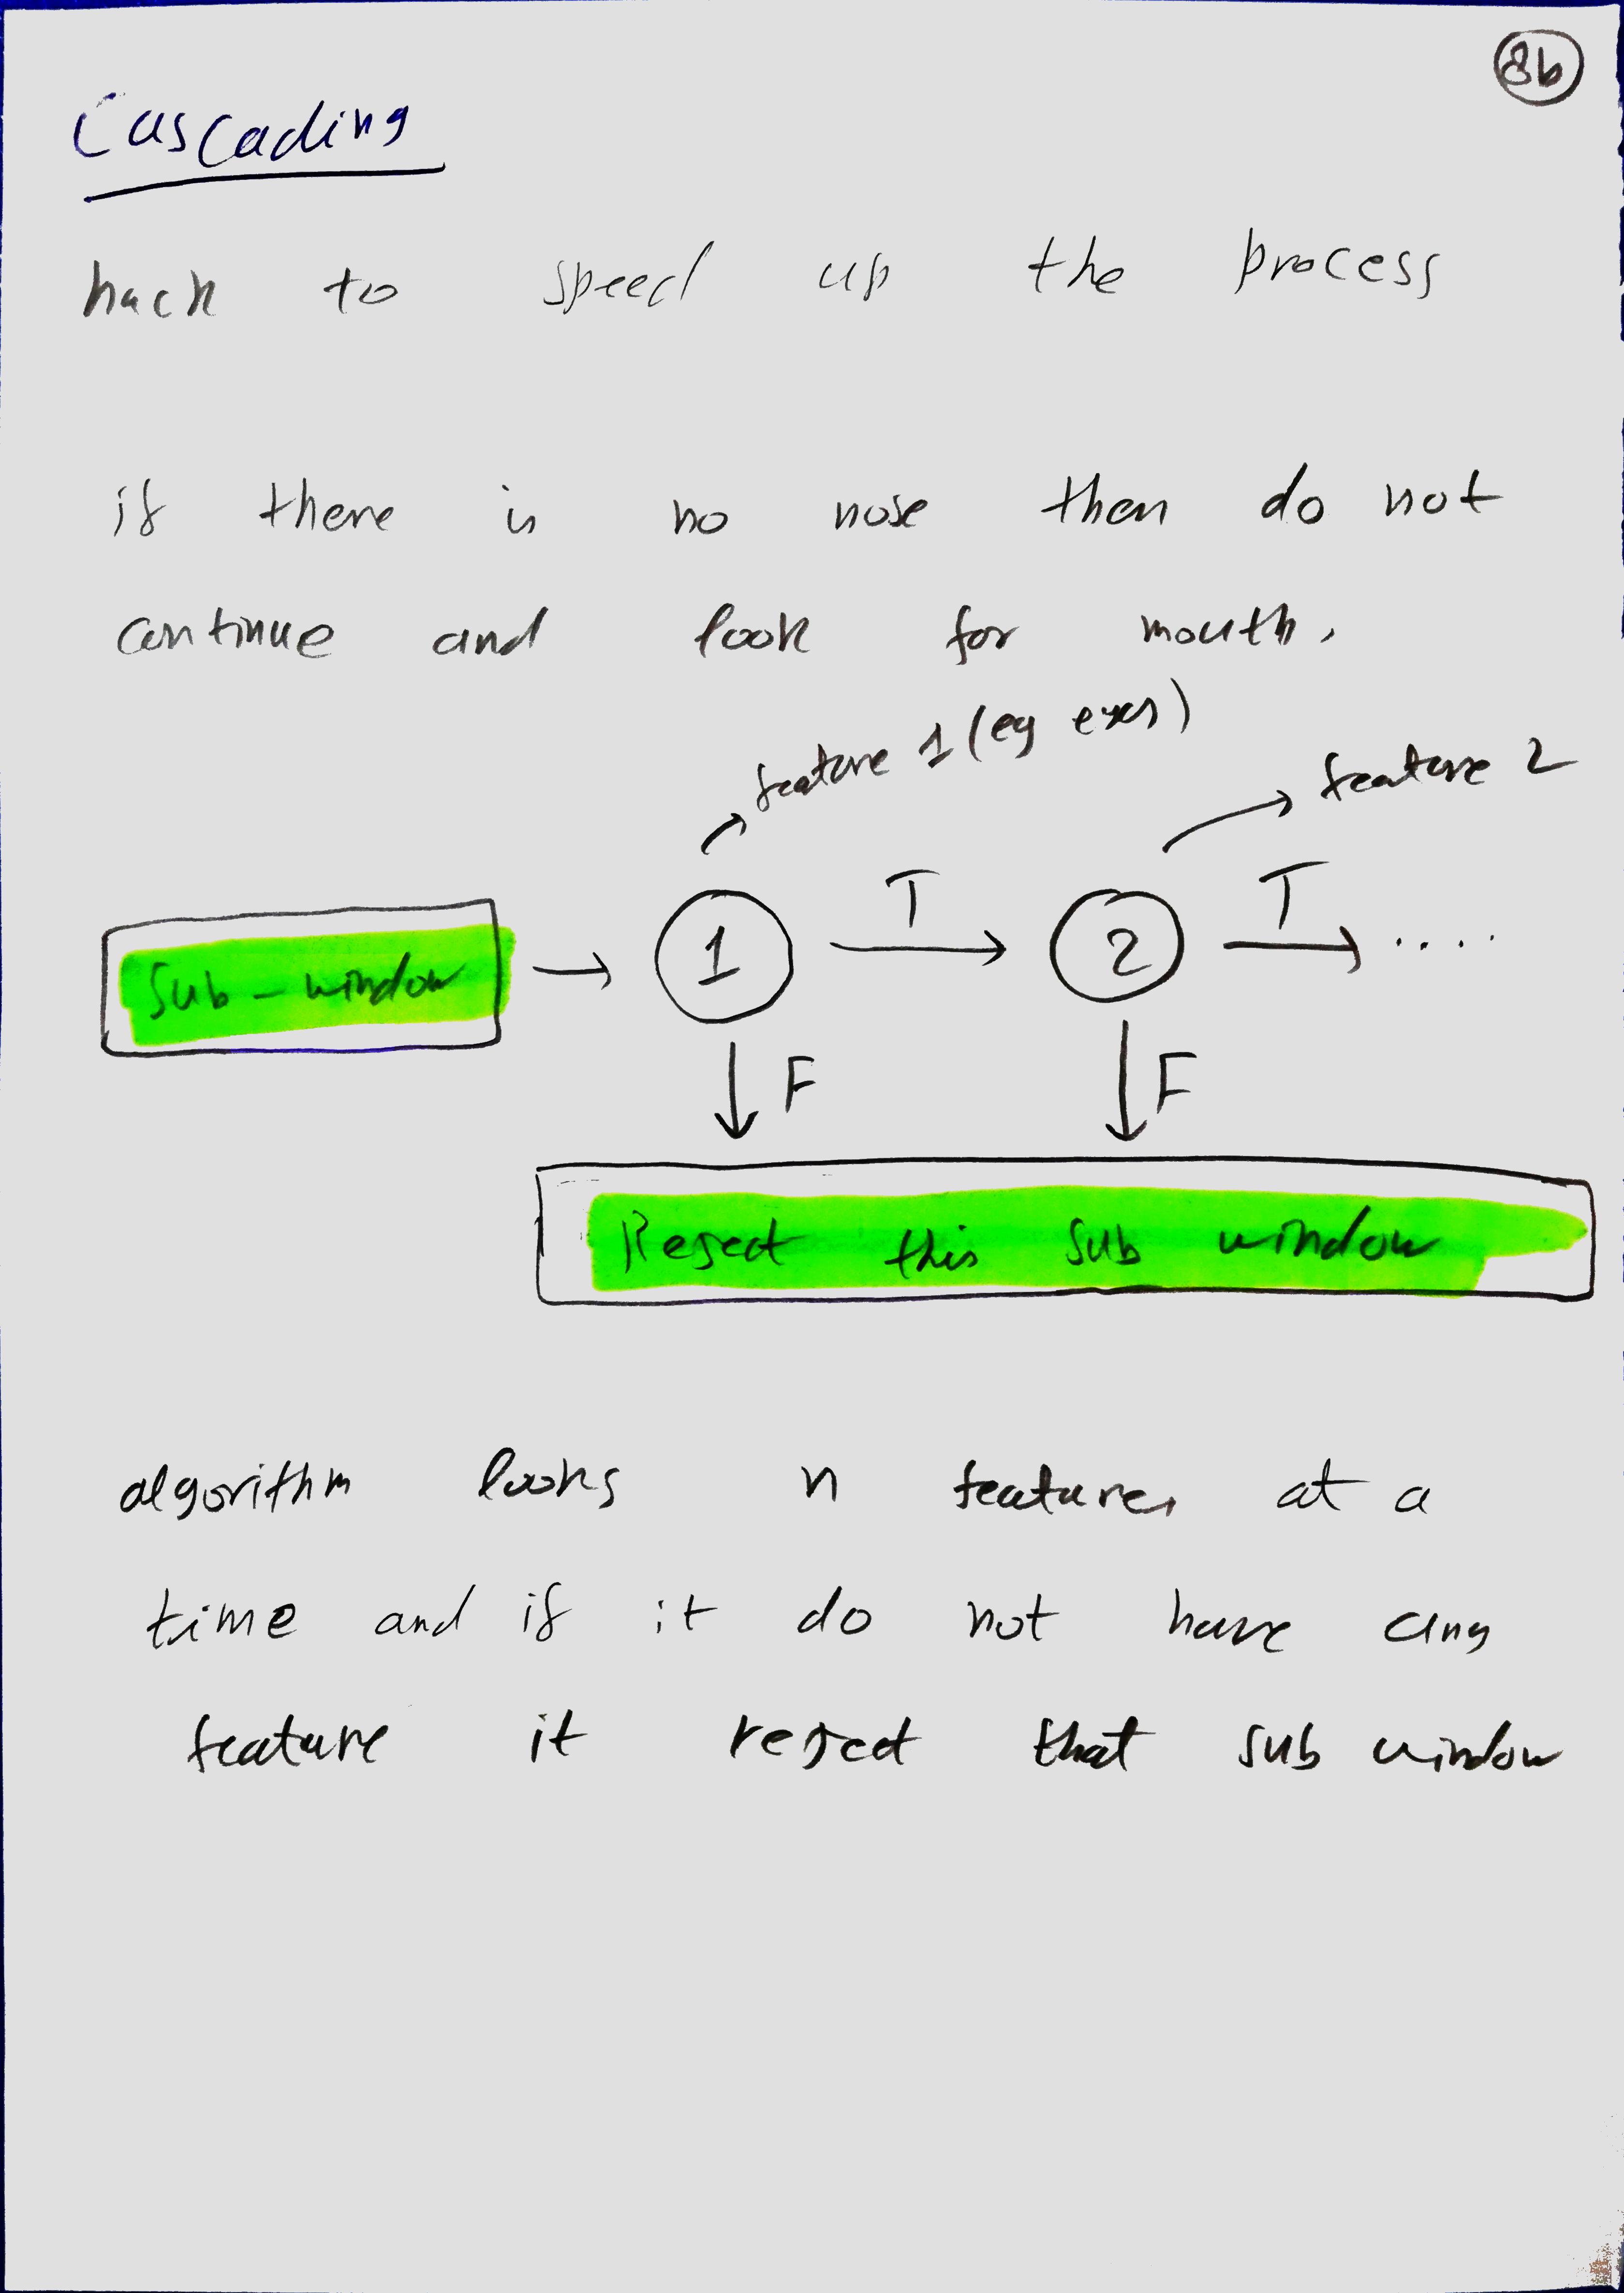 8b
Cascading
hack to speed up the process
if there is no nose then do not
continue and look for mouth.
feature 1 (eg eyes)
feature 2
T
T
Sub-window
1
2
....
F
F
Reject this sub window
algorithm looks n features at a
time and if it do not have any
feature it reject that sub window